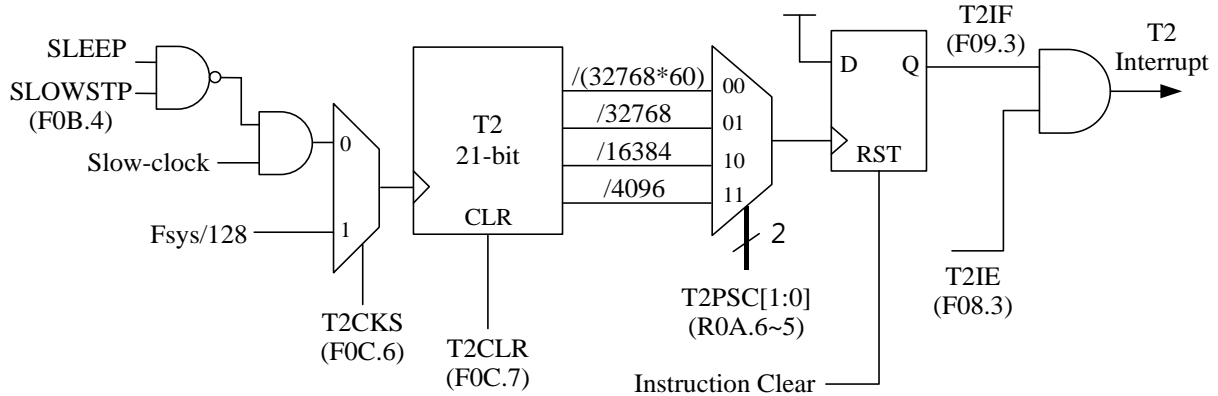 SLEEP
SLOWSTP
(F0B.4)
Slow-clock
Fsys/128
0
1
T2CKS
(F0C.6)
T2
21-bit
CLR
T2CLR
(F0C.7)
/(32768*60)
/32768
/16384
/4096
00
01
10
11
2
T2PSC[1:0]
(R0A.6~5)
D
Q
RST
Instruction Clear
T2IF
(F09.3)
T2IE
(F08.3)
T2
Interrupt